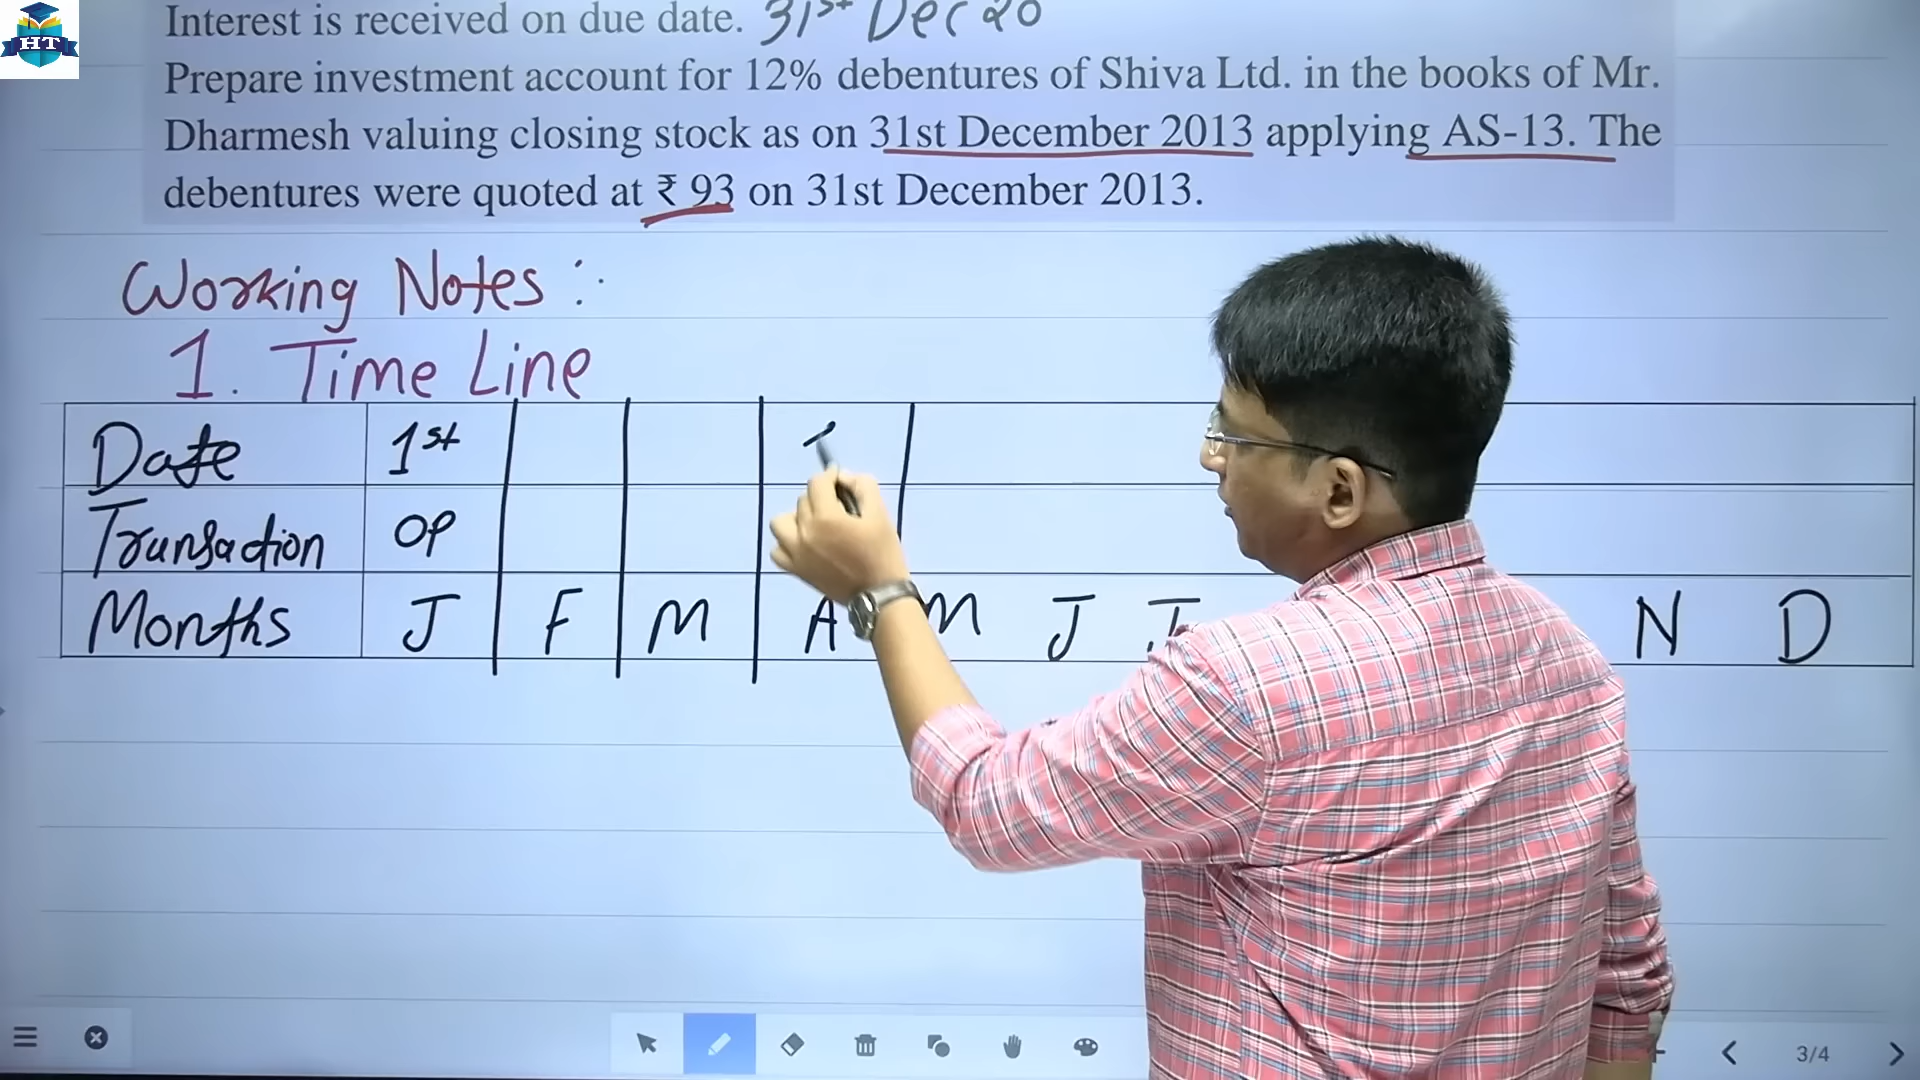 HT
Interest is received on due date. 31st Dec 20
Prepare investment account for 12% debentures of Shiva Ltd. in the books of Mr.
Dharmesh valuing closing stock as on 31st December 2013 applying AS-13. The
debentures were quoted at ₹ 93 on 31st December 2013.
Working Notes :
1. Time Line
Date 1st
Transaction OP
Months J F M A M J J N D
3/4